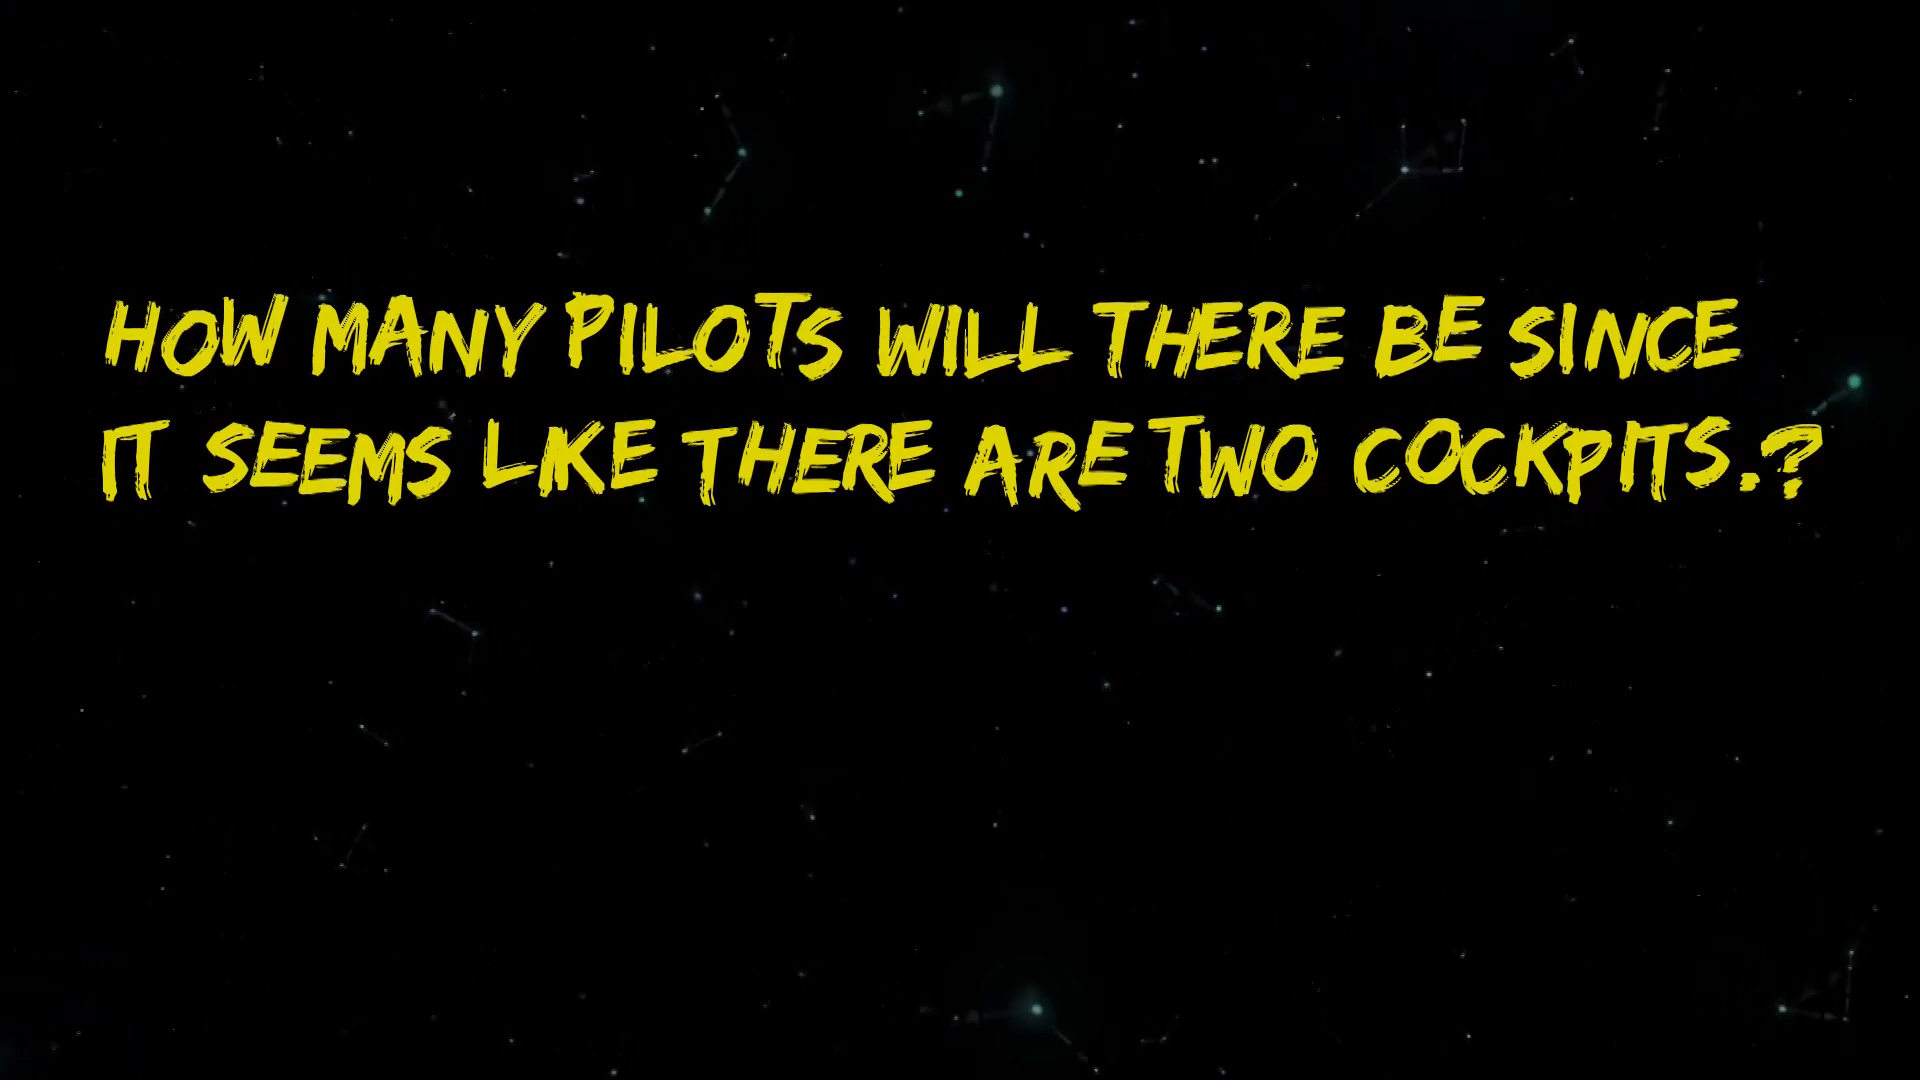 HOW MANY PILOTS WILL THERE BE SINCE
IT SEEMS LIKE THERE ARE TWO COCKPITS.?